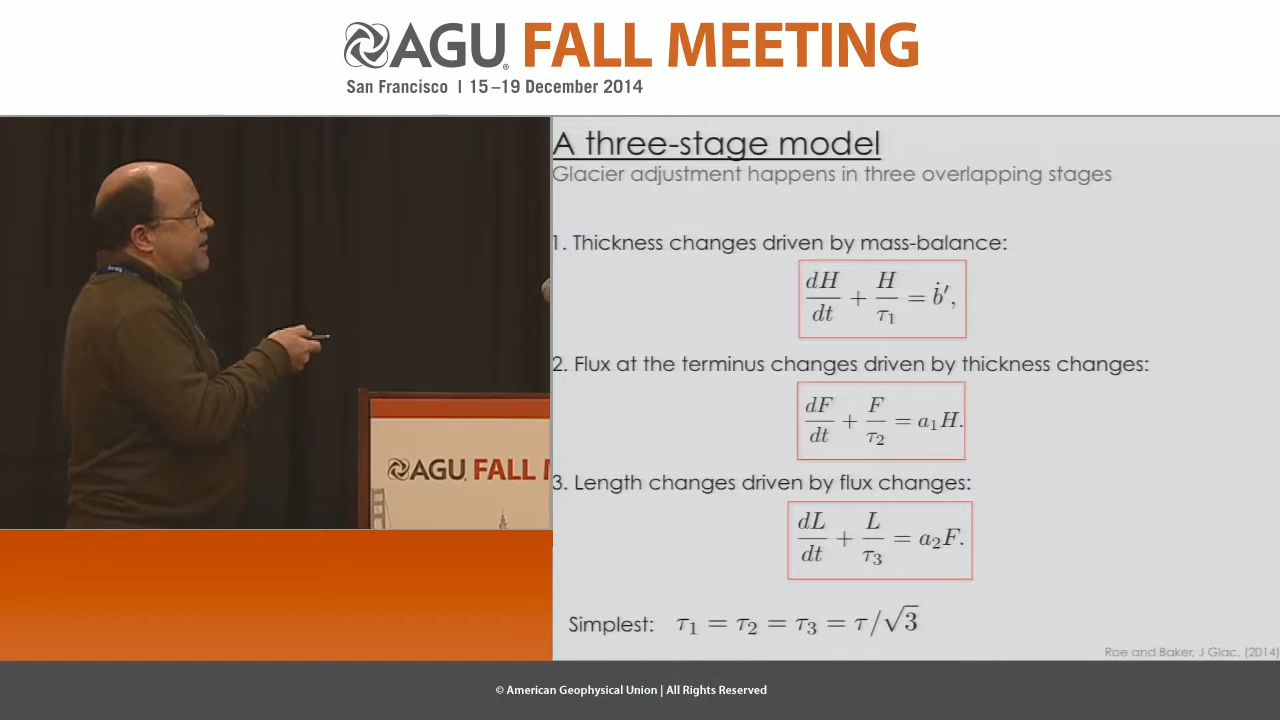 AGU FALL MEETING
San Francisco | 15–19 December 2014
A three-stage model
Glacier adjustment happens in three overlapping stages
1. Thickness changes driven by mass-balance:
dH/dt + H/τ₁ = ḃ′,
2. Flux at the terminus changes driven by thickness changes:
dF/dt + F/τ₂ = a₁H.
3. Length changes driven by flux changes:
dL/dt + L/τ₃ = a₂F.
Simplest: τ₁ = τ₂ = τ₃ = τ/√3
Roe and Baker, J Glac, (2014)
AGU FALL M
© American Geophysical Union | All Rights Reserved